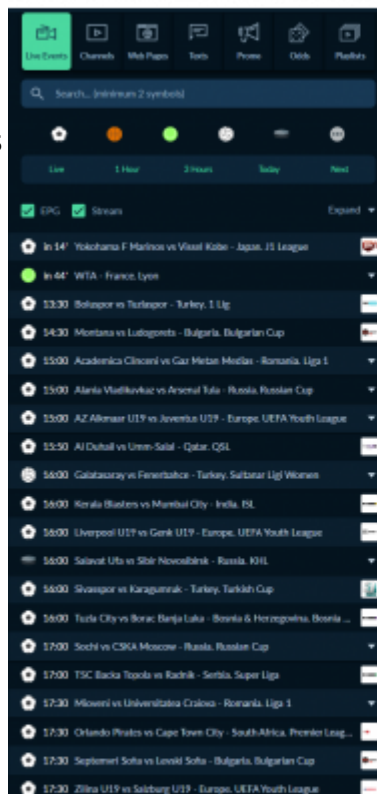 Live Events Channels Web Pages Texts Promo Odds Playlists
Search... (minimum 2 symbols)
Live 1 Hour 3 Hours Today Next
EPG Stream Expand
in 14' Yokohama F Marinos vs Vissel Kobe - Japan. J1 League
in 44' WTA - France. Lyon
13:30 Boluspor vs Tuzlaspor - Turkey. 1 Lig
14:30 Montana vs Ludogorets - Bulgaria. Bulgarian Cup
15:00 Academica Clinceni vs Gaz Metan Medias - Romania. Liga 1
15:00 Alania Vladikavkaz vs Arsenal Tula - Russia. Russian Cup
15:00 AZ Alkmaar U19 vs Juventus U19 - Europe. UEFA Youth League
15:50 Al Duhail vs Umm-Salal - Qatar. QSL
16:00 Galatasaray vs Fenerbahce - Turkey. Sultanlar Ligi Women
16:00 Kerala Blasters vs Mumbai City - India. ISL
16:00 Liverpool U19 vs Genk U19 - Europe. UEFA Youth League
16:00 Salavat Ufa vs Sibir Novosibirsk - Russia. KHL
16:00 Sivasspor vs Karagumruk - Turkey. Turkish Cup
16:00 Tuzla City vs Borac Banja Luka - Bosnia & Herzegovina. Bosnia ...
17:00 Sochi vs CSKA Moscow - Russia. Russian Cup
17:00 TSC Backa Topola vs Radnik - Serbia. Super Liga
17:30 Mioveni vs Universitatea Craiova - Romania. Liga 1
17:30 Orlando Pirates vs Cape Town City - South Africa. Premier Leag...
17:30 Septemvri Sofia vs Levski Sofia - Bulgaria. Bulgarian Cup
17:30 Zilina U19 vs Salzburg U19 - Europe. UEFA Youth League